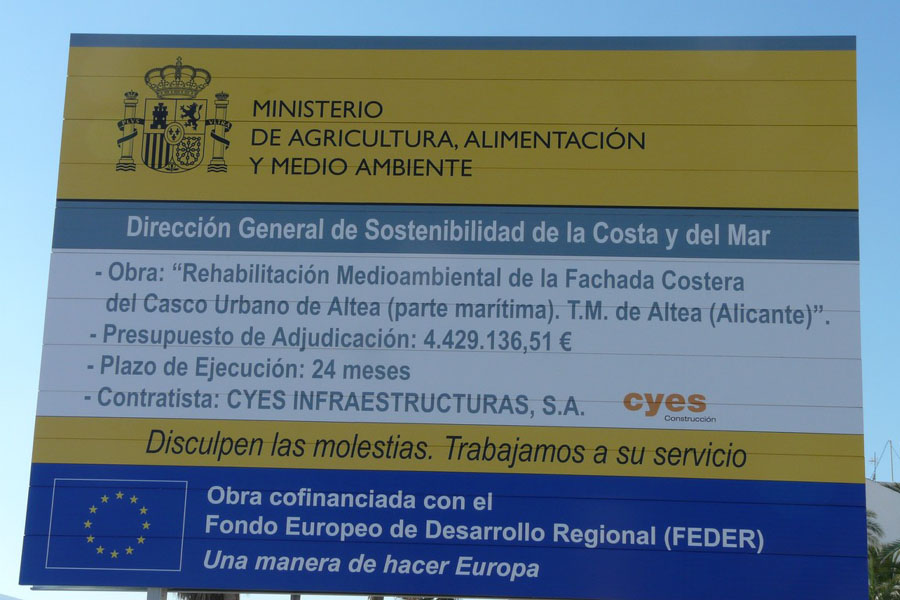 PLVS VLTRA
MINISTERIO
DE AGRICULTURA, ALIMENTACIÓN
Y MEDIO AMBIENTE
Dirección General de Sostenibilidad de la Costa y del Mar
- Obra: “Rehabilitación Medioambiental de la Fachada Costera
del Casco Urbano de Altea (parte marítima). T.M. de Altea (Alicante)”.
- Presupuesto de Adjudicación: 4.429.136,51 €
- Plazo de Ejecución: 24 meses
- Contratista: CYES INFRAESTRUCTURAS, S.A.
cyes
Construcción
Disculpen las molestias. Trabajamos a su servicio
Obra cofinanciada con el
Fondo Europeo de Desarrollo Regional (FEDER)
Una manera de hacer Europa